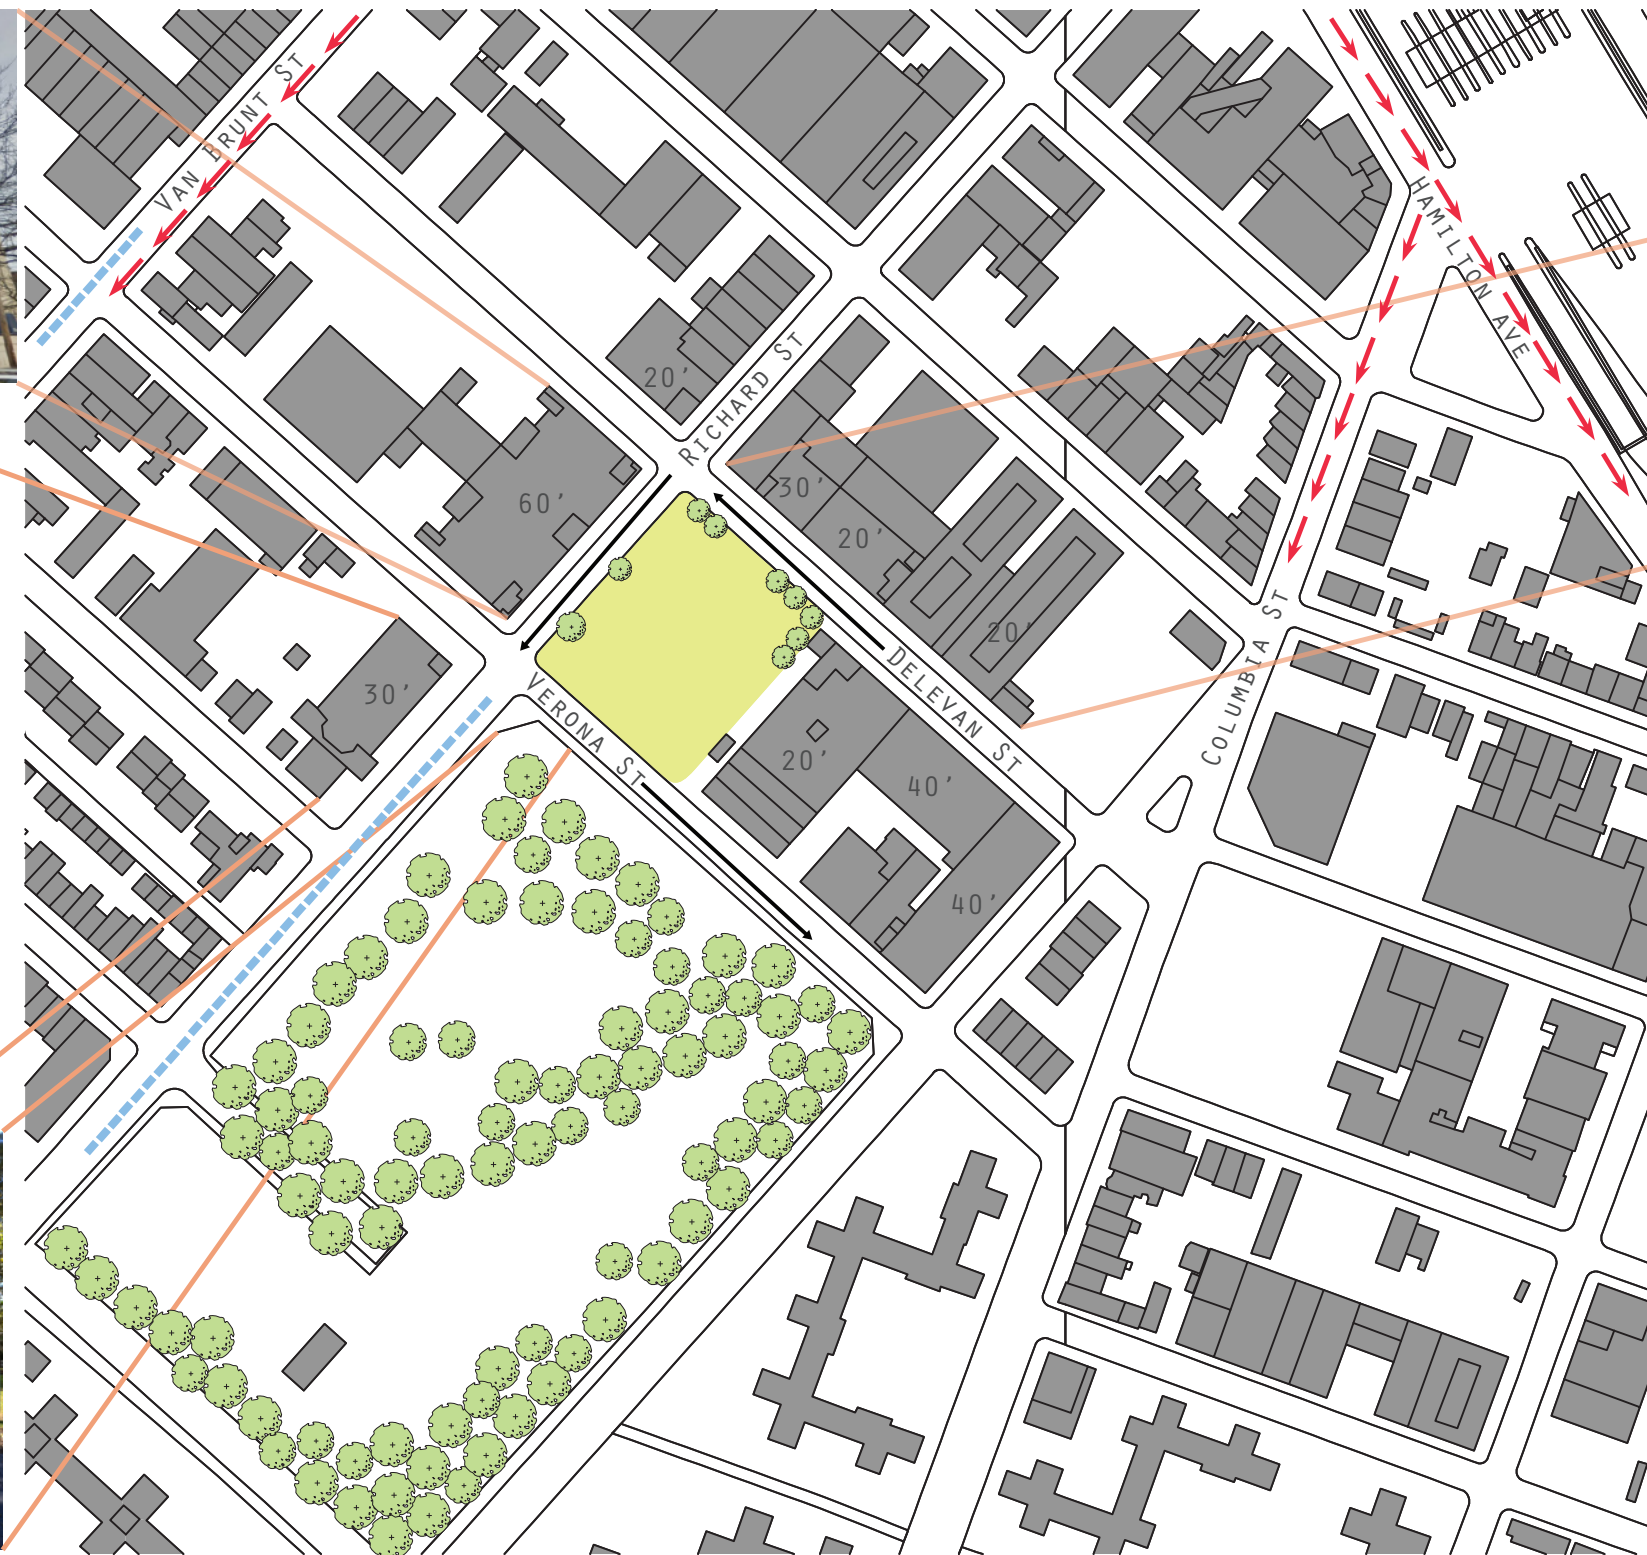 VAN BRUNT ST
HAMILTON AVE
RICHARD ST
20'
30'
60'
20'
20'
COLUMBIA ST
DELEVAN ST
VERONA ST
30'
20'
40'
40'